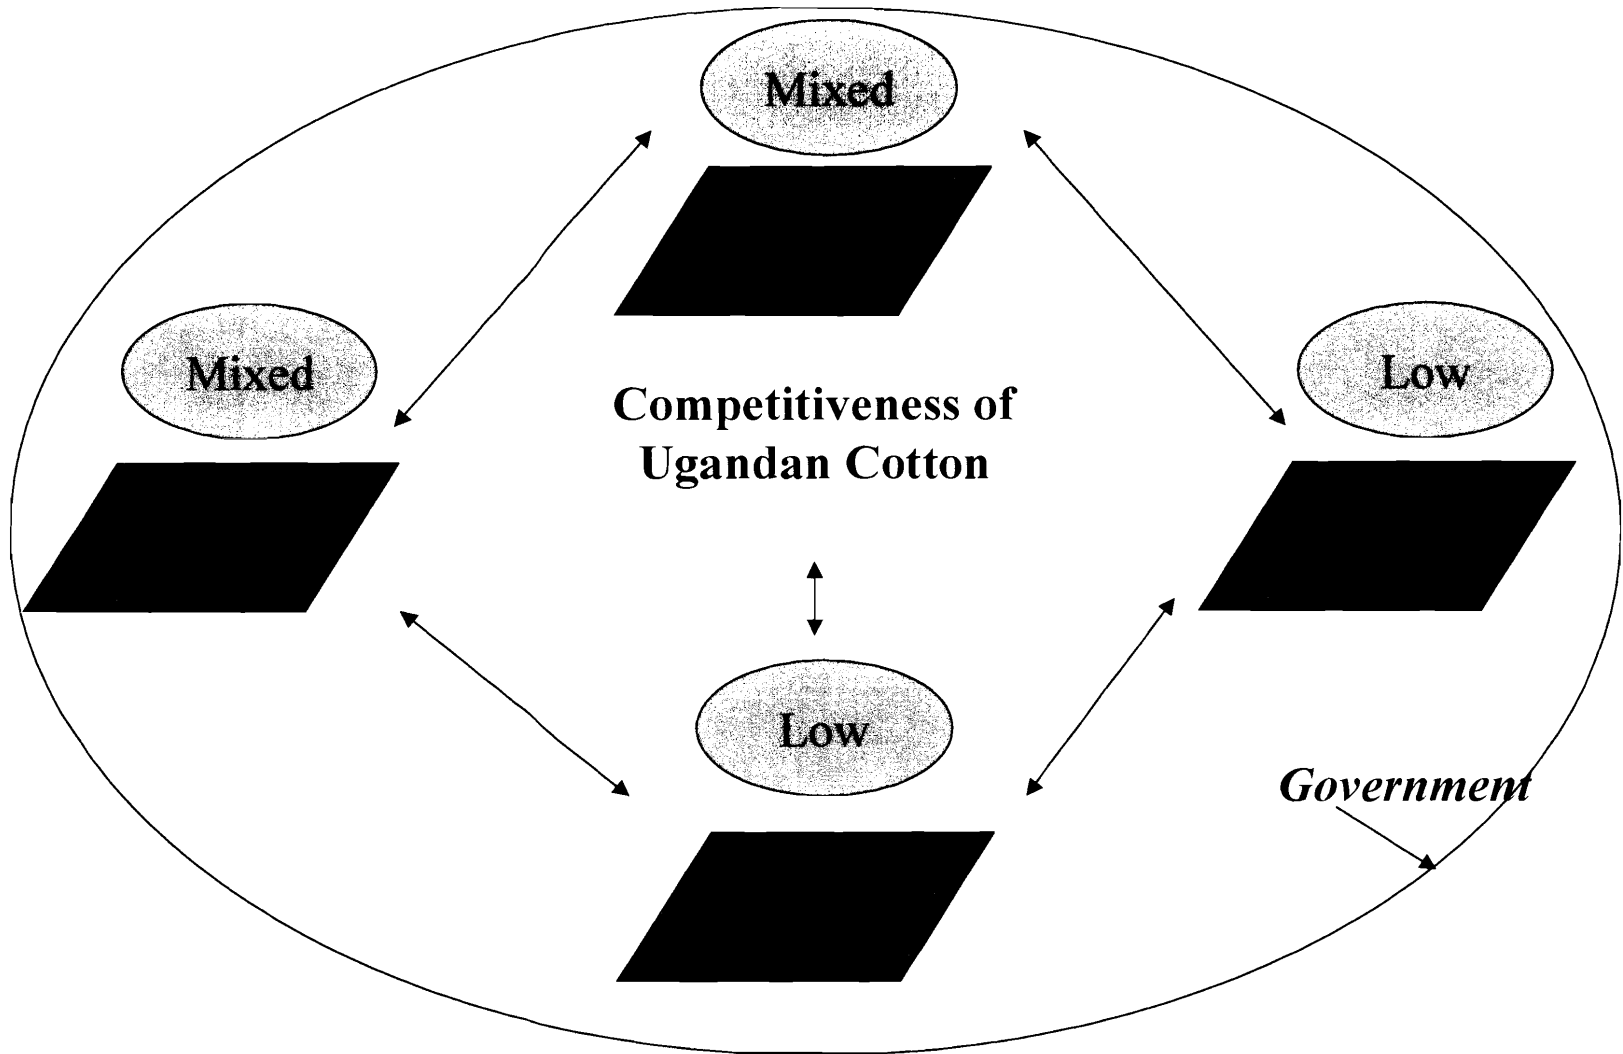 Mixed
Mixed
Low
Competitiveness of
Ugandan Cotton
Low
Government